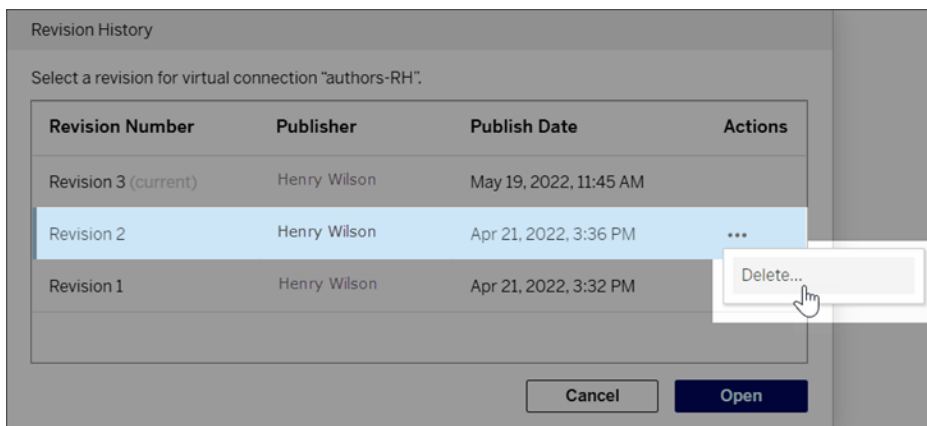 Revision History
Select a revision for virtual connection “authors-RH”.
Revision Number Publisher Publish Date Actions
Revision 3 (current) Henry Wilson May 19, 2022, 11:45 AM
Revision 2 Henry Wilson Apr 21, 2022, 3:36 PM •••
Delete...
Revision 1 Henry Wilson Apr 21, 2022, 3:32 PM
Cancel Open